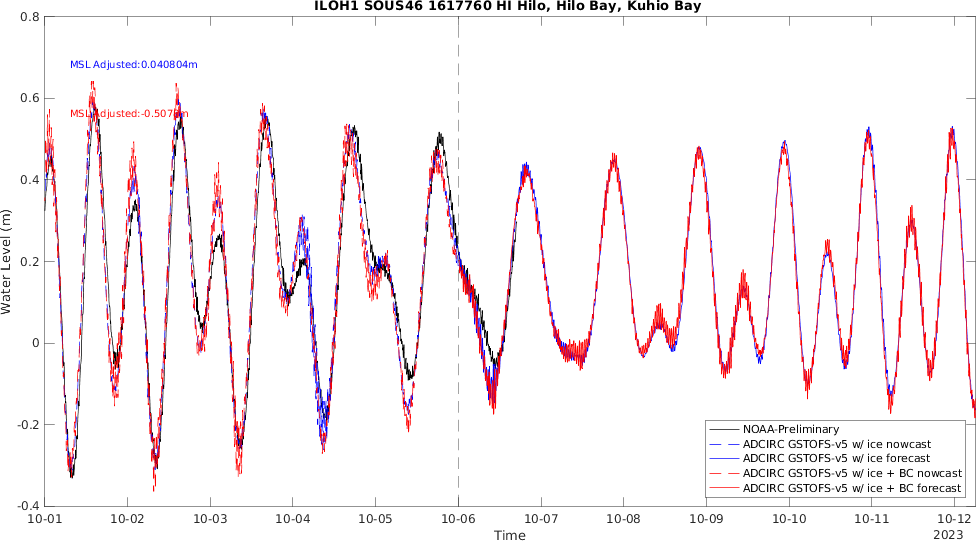 ILOH1 SOUS46 1617760 HI Hilo, Hilo Bay, Kuhio Bay
0.8
MSL Adjusted:0.040804m
0.6
MSL Adjusted:-0.507
0.4
0.2
0
-0.2
-0.4
Water Level (m)
NOAA-Preliminary
ADCIRC GSTOFS-v5 w/ ice nowcast
ADCIRC GSTOFS-v5 w/ ice forecast
ADCIRC GSTOFS-v5 w/ ice + BC nowcast
ADCIRC GSTOFS-v5 w/ ice + BC forecast
10-01 10-02 10-03 10-04 10-05 10-06 10-07 10-08 10-09 10-10 10-11 10-12
Time
2023